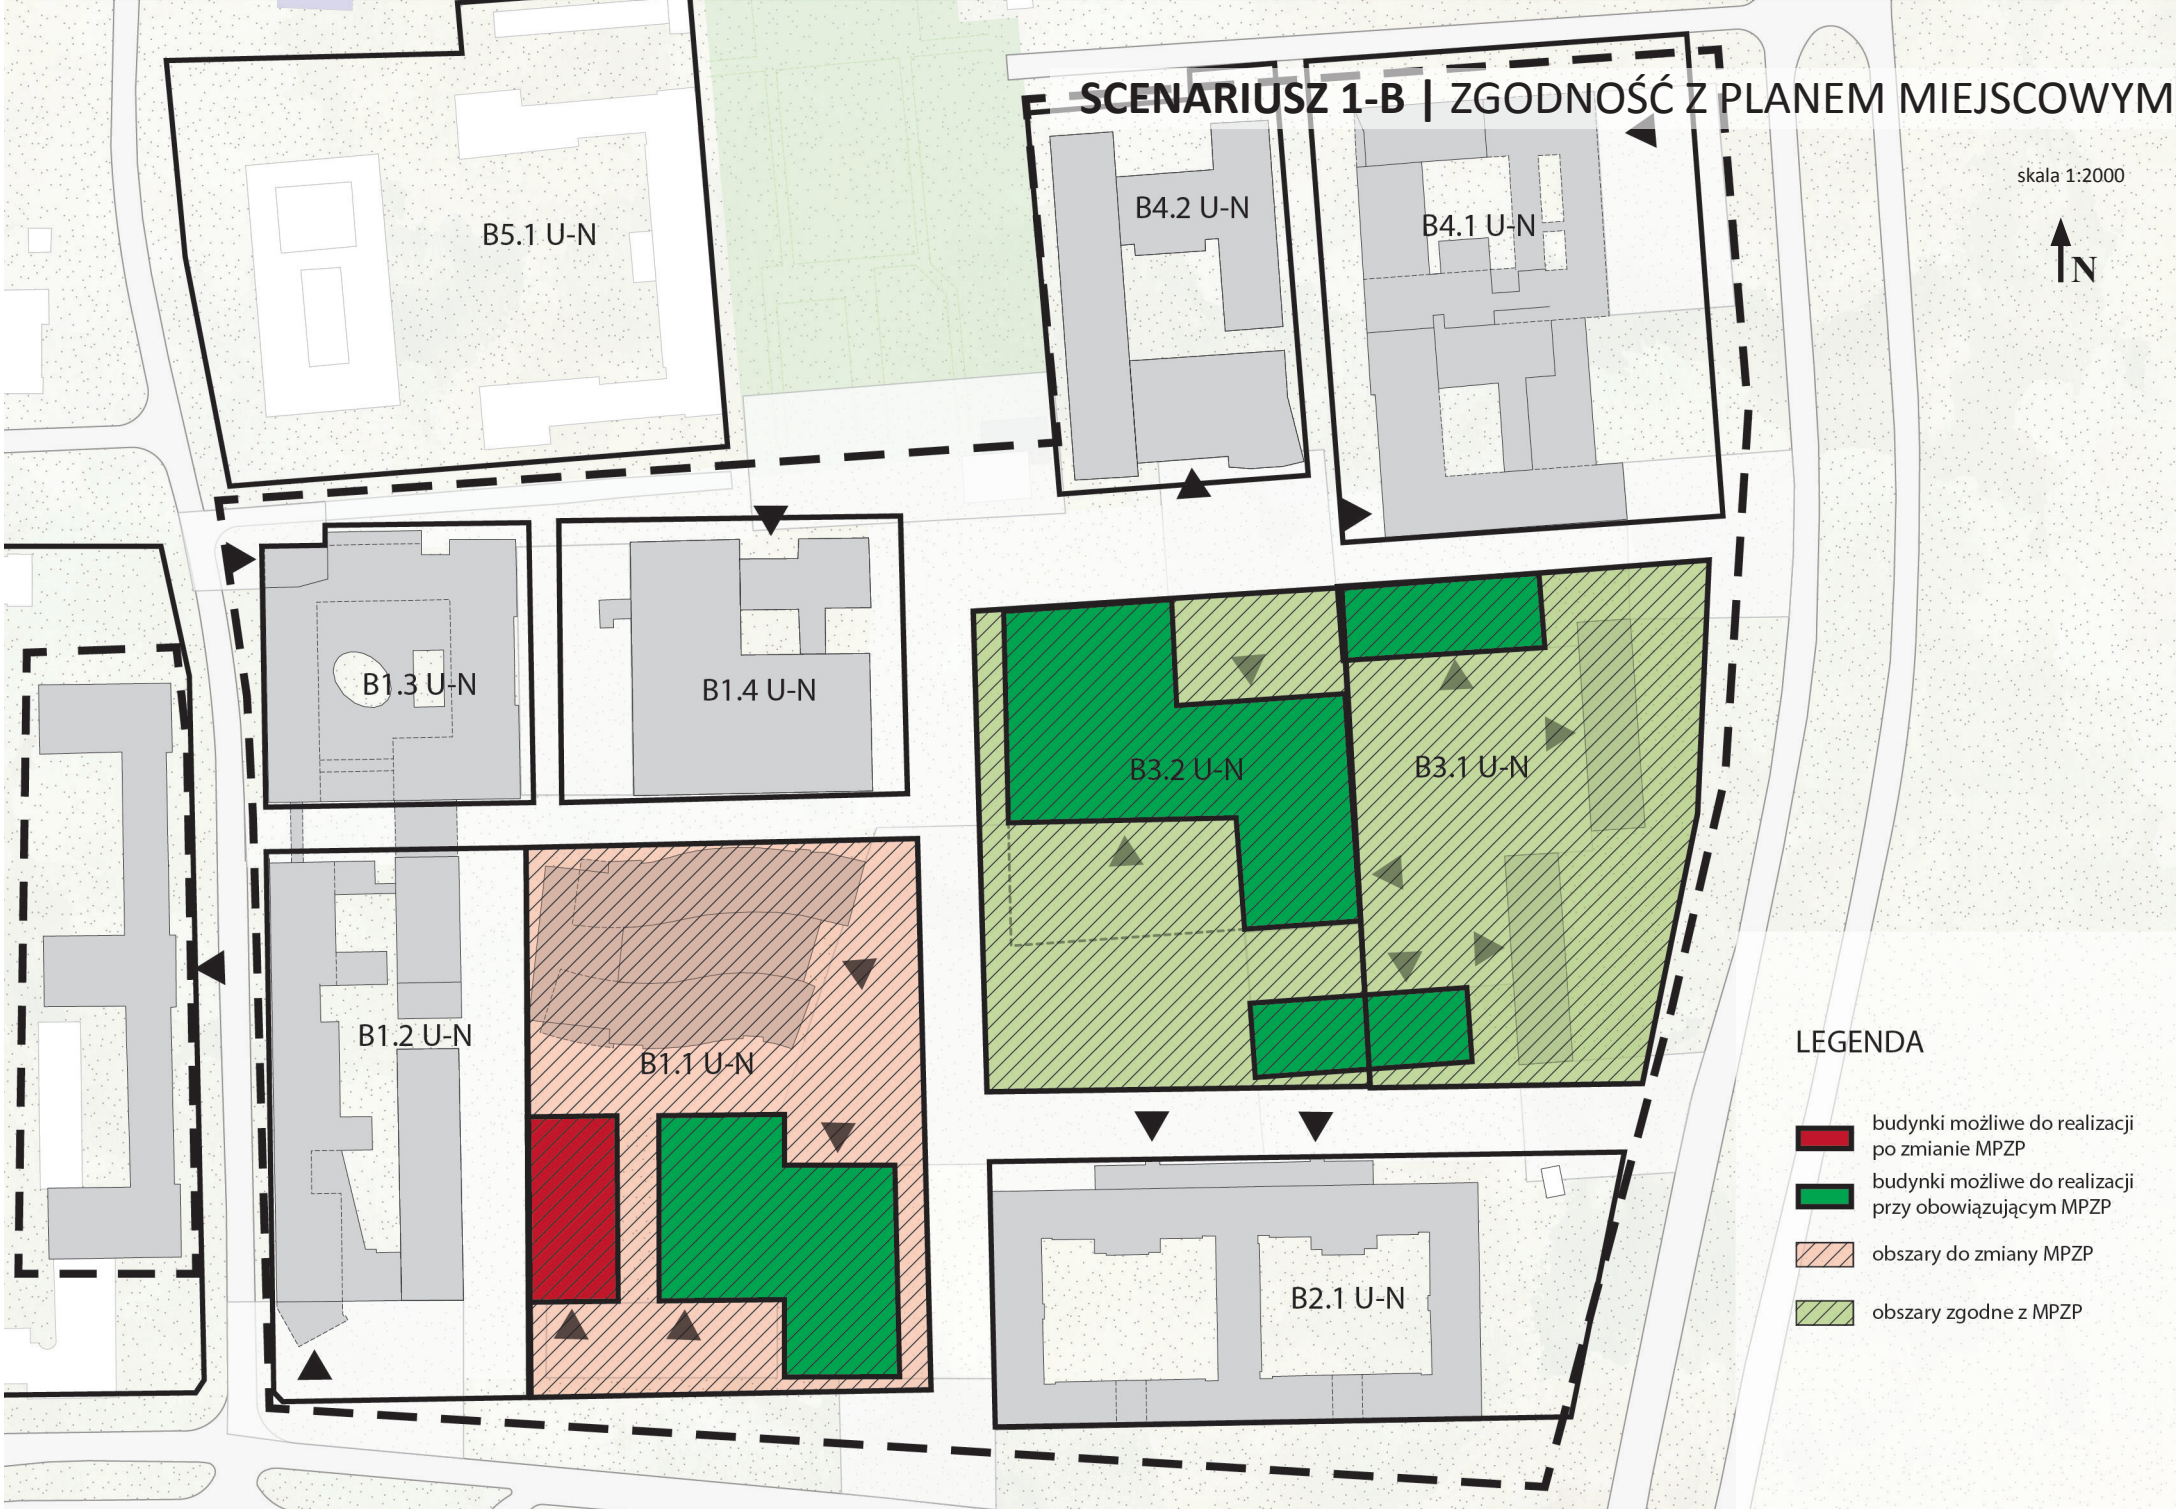 SCENARIUSZ 1-B | ZGODNOŚĆ Z PLANEM MIEJSCOWYM
skala 1:2000
N
B5.1 U-N
B4.2 U-N
B4.1 U-N
B1.3 U-N
B1.4 U-N
B3.2 U-N
B3.1 U-N
B1.2 U-N
B1.1 U-N
B2.1 U-N
LEGENDA
budynki możliwe do realizacji
po zmianie MPZP
budynki możliwe do realizacji
przy obowiązującym MPZP
obszary do zmiany MPZP
obszary zgodne z MPZP